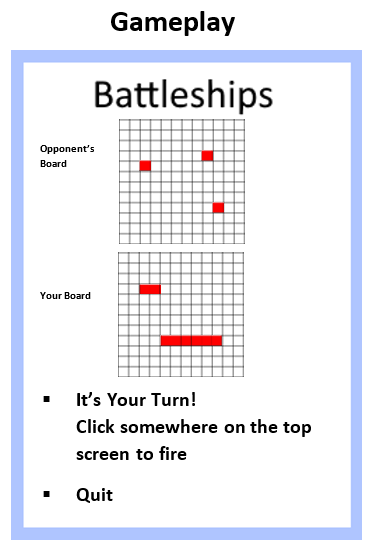 Gameplay
Battleships
Opponent's
Board
Your Board
▪ It's Your Turn!
Click somewhere on the top
screen to fire
▪ Quit